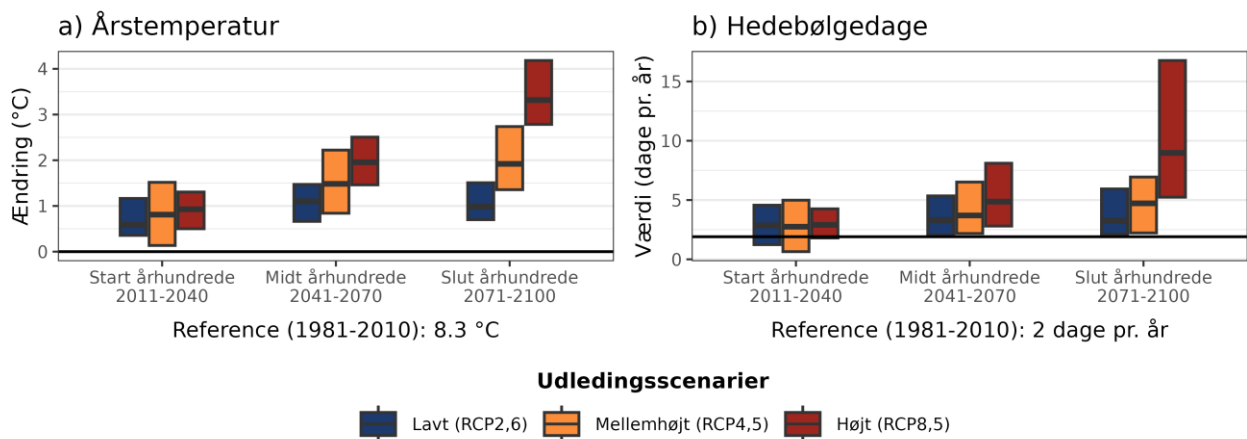 a) Årstemperatur
Ændring (°C)
4
3
2
1
0
Start århundrede
2011-2040
Midt århundrede
2041-2070
Slut århundrede
2071-2100
Reference (1981-2010): 8.3 °C
b) Hedebølgedage
Værdi (dage pr. år)
15
10
5
0
Start århundrede
2011-2040
Midt århundrede
2041-2070
Slut århundrede
2071-2100
Reference (1981-2010): 2 dage pr. år
Udledingsscenarier
Lavt (RCP2,6)
Mellemhøjt (RCP4,5)
Højt (RCP8,5)